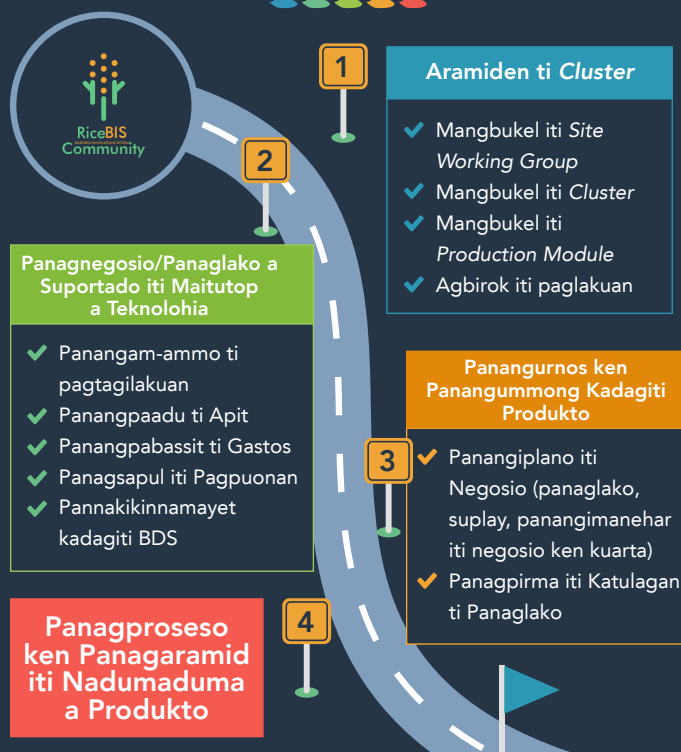 RiceBIS
Community
1
Aramiden ti Cluster
Mangbukel iti Site
Working Group
Mangbukel iti Cluster
Mangbukel iti
Production Module
Agbirok iti paglakuan
2
Panagnegosio/Panaglako a
Suportado iti Maitutop
a Teknolohia
Panangam-ammo ti
pagtagilakuan
Panangpaadu ti Apit
Panangpabassit ti Gastos
Panagsapul iti Pagpuonan
Pannakikinnamayet
kadagiti BDS
3
Panangurnos ken
Panangummong Kadagiti
Produkto
Panangiplano iti
Negosio (panaglako,
suplay, panangimanehar
iti negosio ken kuarta)
Panagpirma iti Katulagan
ti Panaglako
4
Panagproseso
ken Panagaramid
iti Nadumaduma
a Produkto